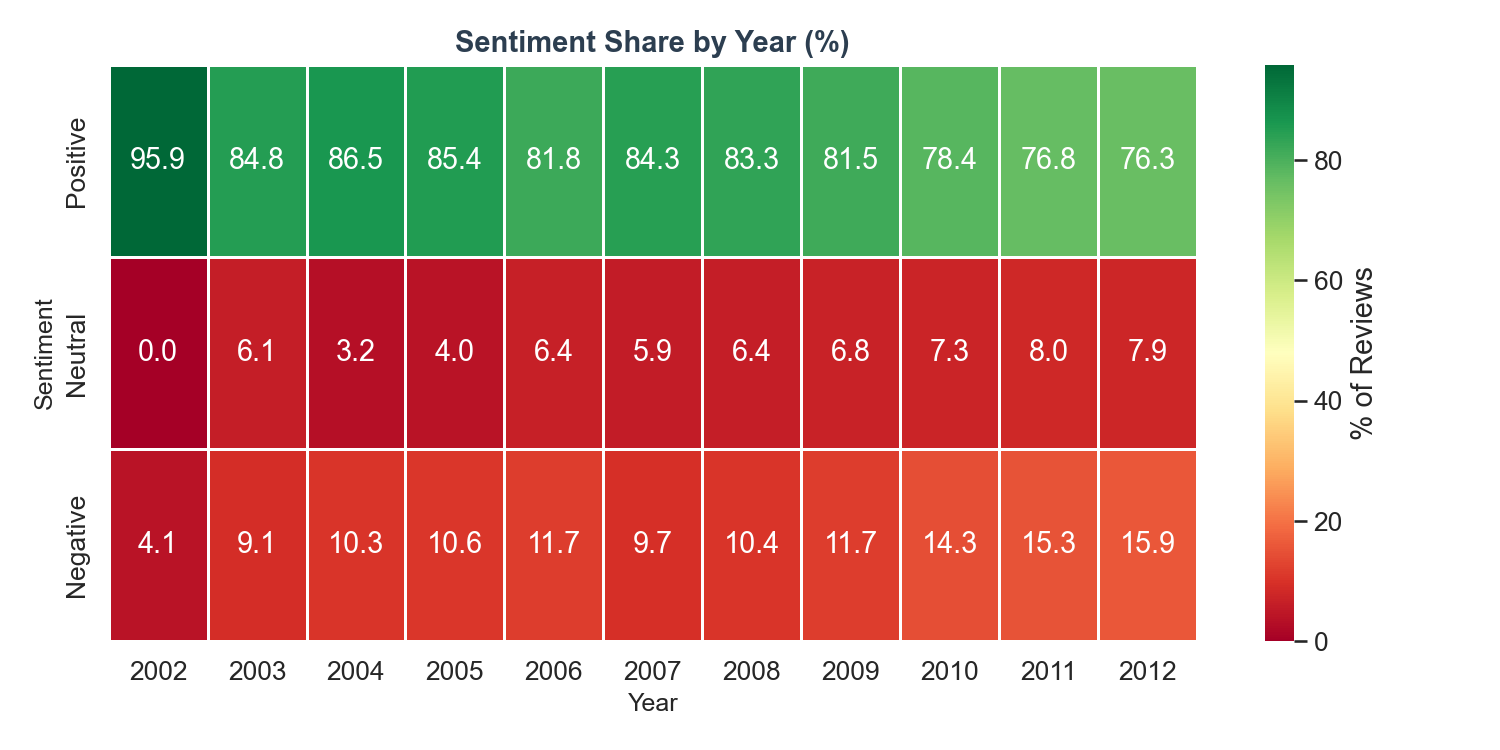 Sentiment Share by Year (%)
Positive
95.9 84.8 86.5 85.4 81.8 84.3 83.3 81.5 78.4 76.8 76.3
Sentiment
Neutral
0.0 6.1 3.2 4.0 6.4 5.9 6.4 6.8 7.3 8.0 7.9
Negative
4.1 9.1 10.3 10.6 11.7 9.7 10.4 11.7 14.3 15.3 15.9
2002 2003 2004 2005 2006 2007 2008 2009 2010 2011 2012
Year
80
60
40
20
0
% of Reviews